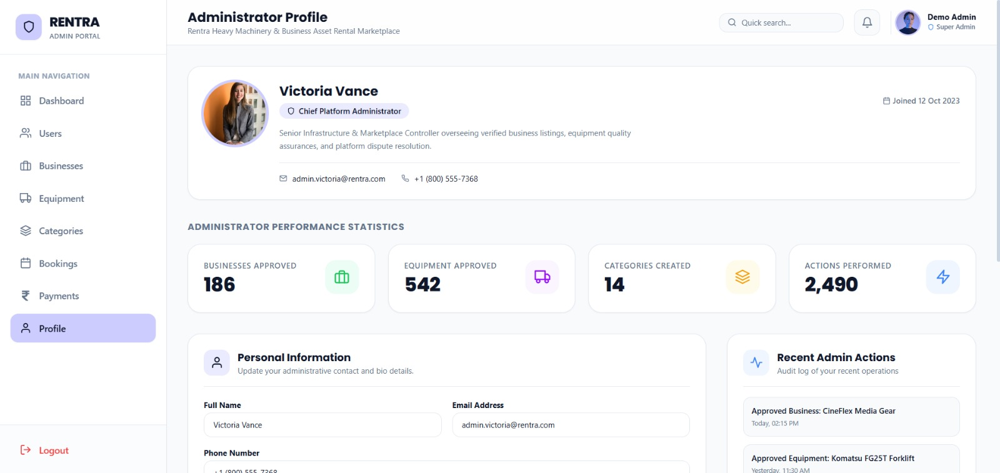 RENTRA
ADMIN PORTAL
MAIN NAVIGATION
Dashboard
Users
Businesses
Equipment
Categories
Bookings
Payments
Profile
Logout
Administrator Profile
Rentra Heavy Machinery & Business Asset Rental Marketplace
Quick search...
Demo Admin
Super Admin
Victoria Vance
Chief Platform Administrator
Joined 12 Oct 2023
Senior Infrastructure & Marketplace Controller overseeing verified business listings, equipment quality
assurances, and platform dispute resolution.
admin.victoria@rentra.com
+1 (800) 555-7368
ADMINISTRATOR PERFORMANCE STATISTICS
BUSINESSES APPROVED
186
EQUIPMENT APPROVED
542
CATEGORIES CREATED
14
ACTIONS PERFORMED
2,490
Personal Information
Update your administrative contact and bio details.
Full Name
Victoria Vance
Email Address
admin.victoria@rentra.com
Phone Number
+1 (800) 555-7368
Recent Admin Actions
Audit log of your recent operations
Approved Business: CineFlex Media Gear
Today, 02:15 PM
Approved Equipment: Komatsu FG25T Forklift
Yesterday, 11:30 AM